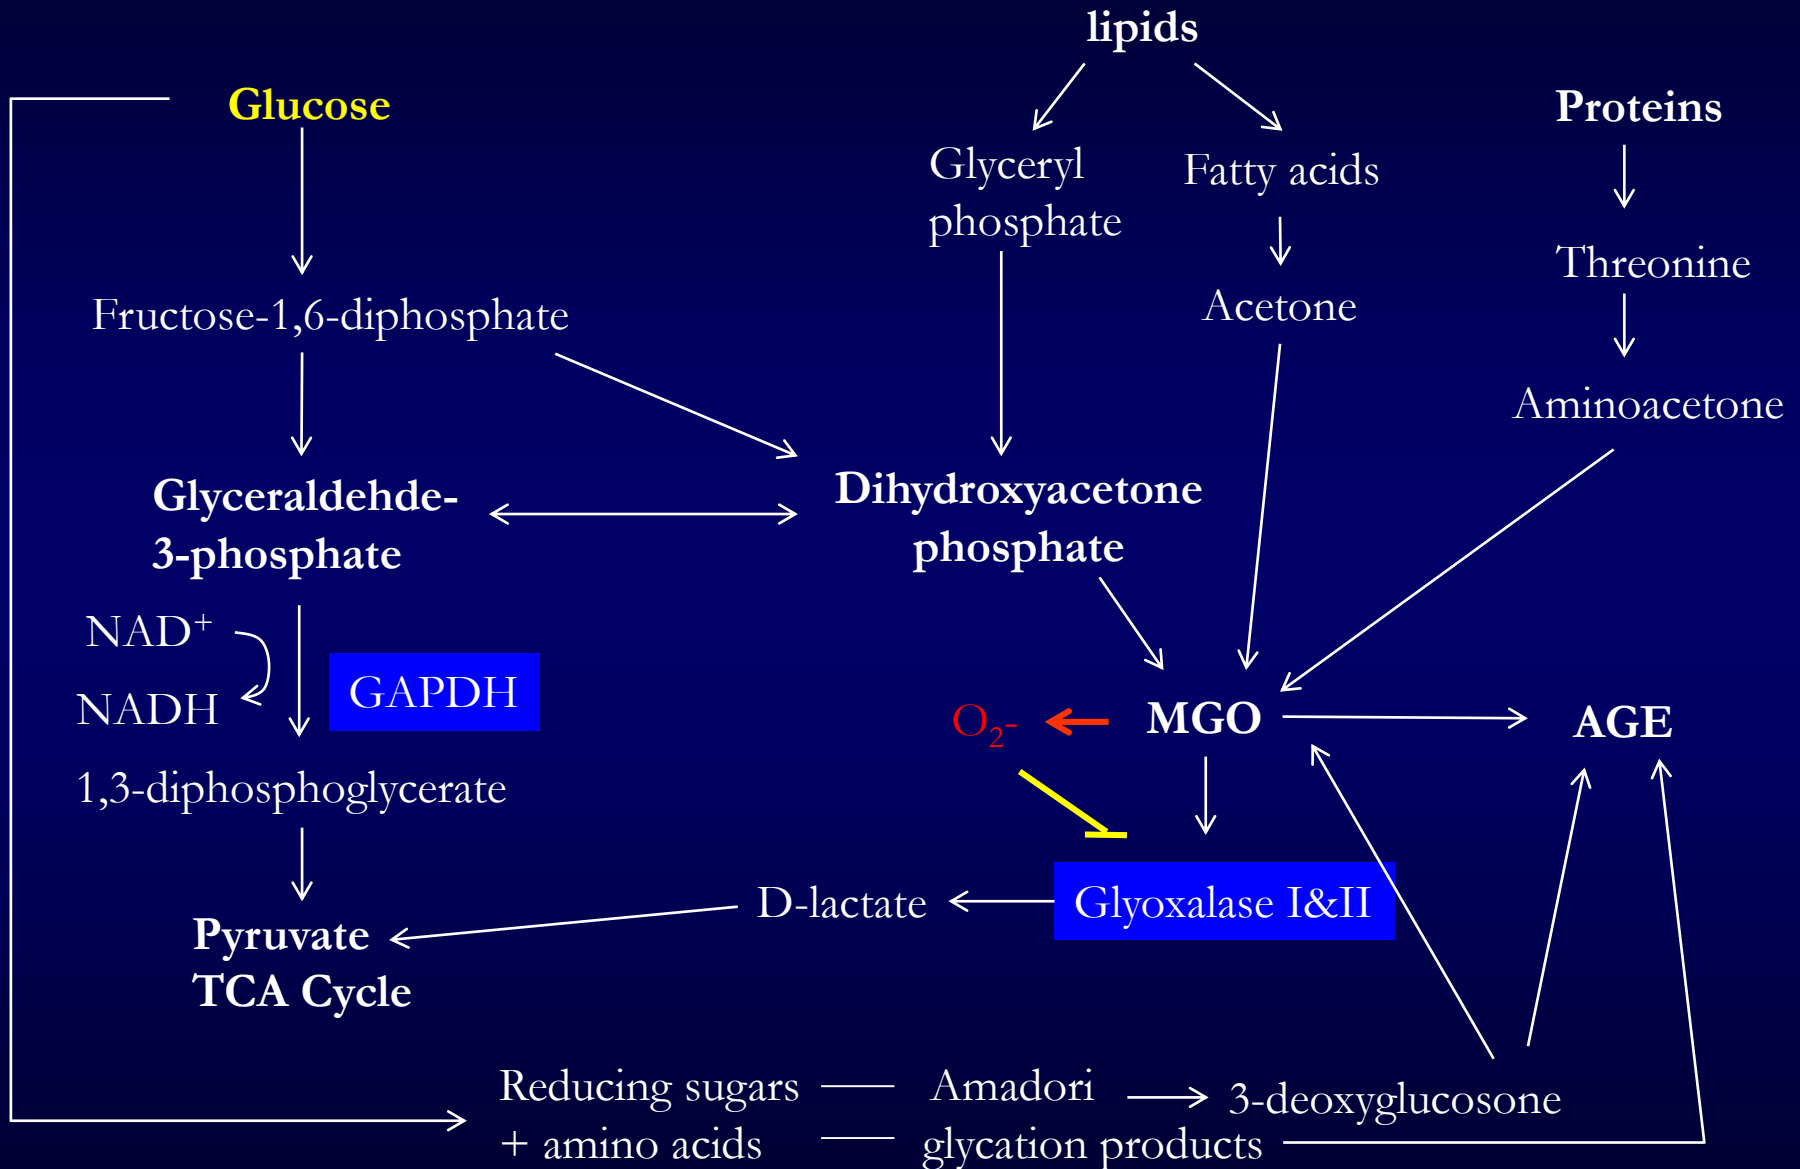 lipids
Glucose
Proteins
Glyceryl
phosphate
Fatty acids
Threonine
Fructose-1,6-diphosphate
Acetone
Aminoacetone
Glyceraldehde-
3-phosphate
Dihydroxyacetone
phosphate
NAD+
NADH
GAPDH
O2-
MGO
AGE
1,3-diphosphoglycerate
D-lactate
Glyoxalase I&II
Pyruvate
TCA Cycle
Reducing sugars
+ amino acids
Amadori
glycation products
3-deoxyglucosone